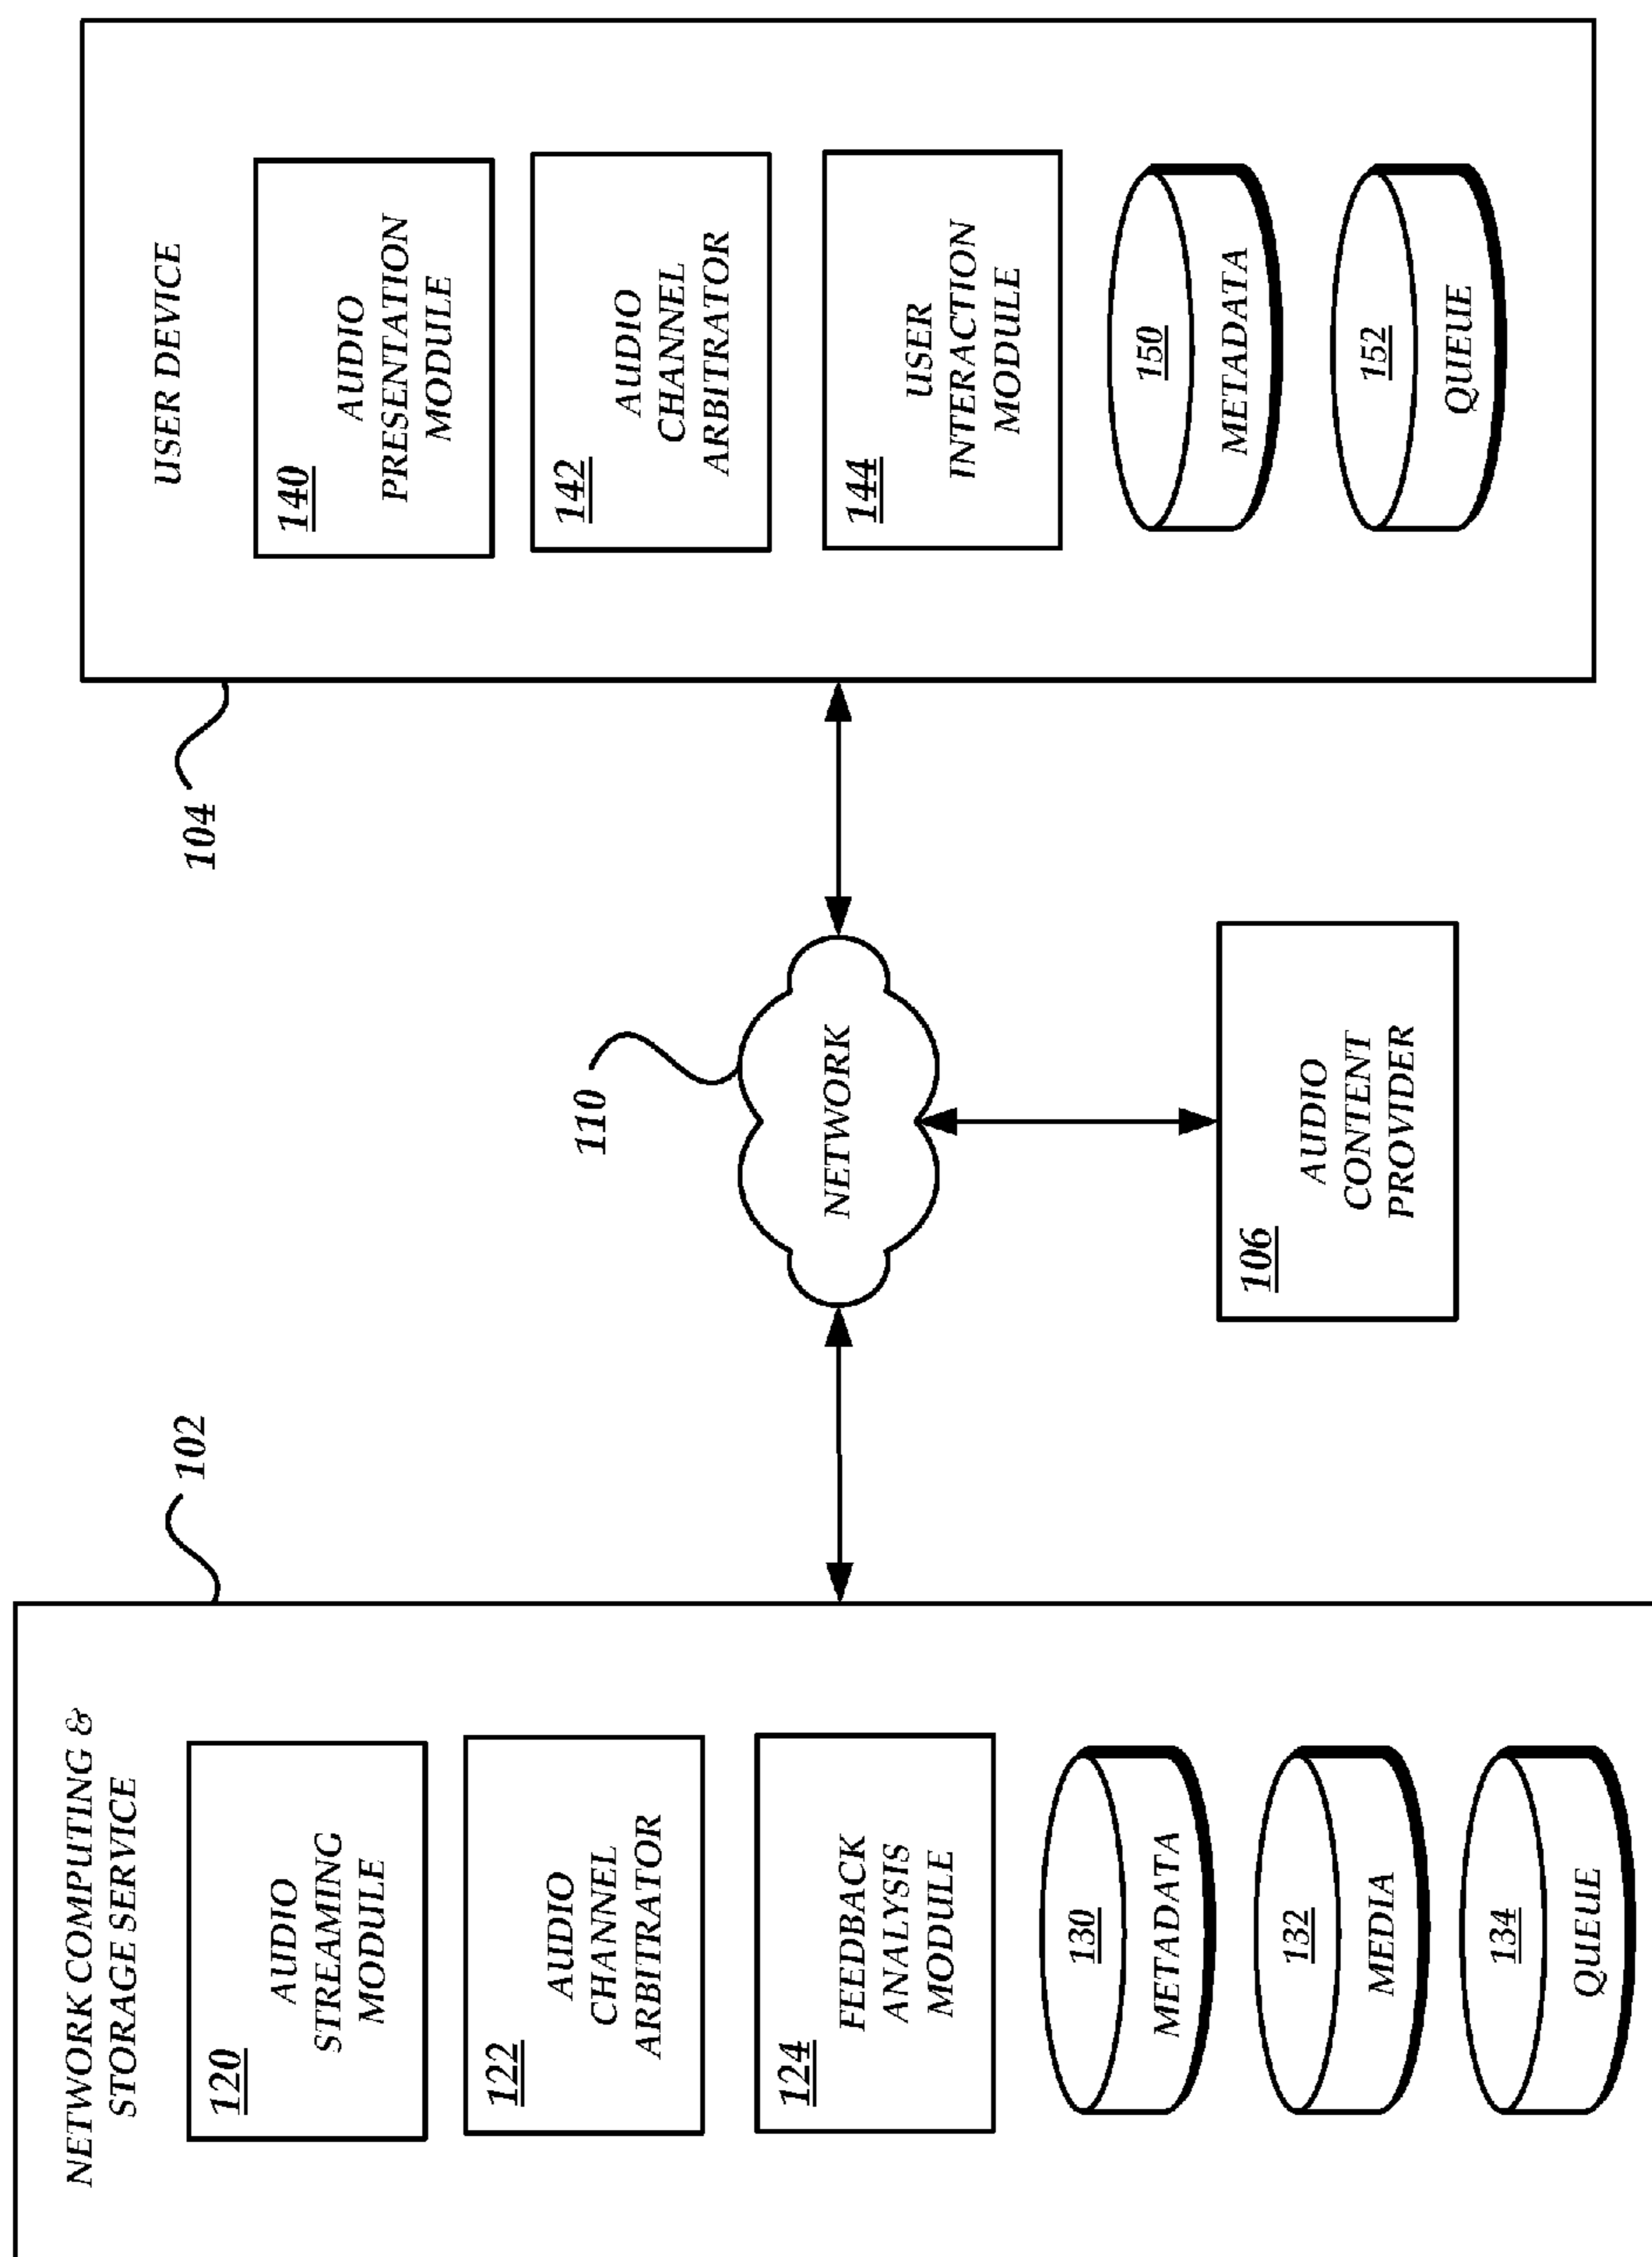 NETWORK COMPUTING &
STORAGE SERVICE
102
120
AUDIO
STREAMING
MODULE
122
AUDIO
CHANNEL
ARBITRATOR
124
FEEDBACK
ANALYSIS
MODULE
130
METADATA
132
MEDIA
134
QUEUE
110
NETWORK
106
AUDIO
CONTENT
PROVIDER
104
USER DEVICE
140
AUDIO
PRESENTATION
MODULE
142
AUDIO
CHANNEL
ARBITRATOR
144
USER
INTERACTION
MODULE
150
METADATA
152
QUEUE